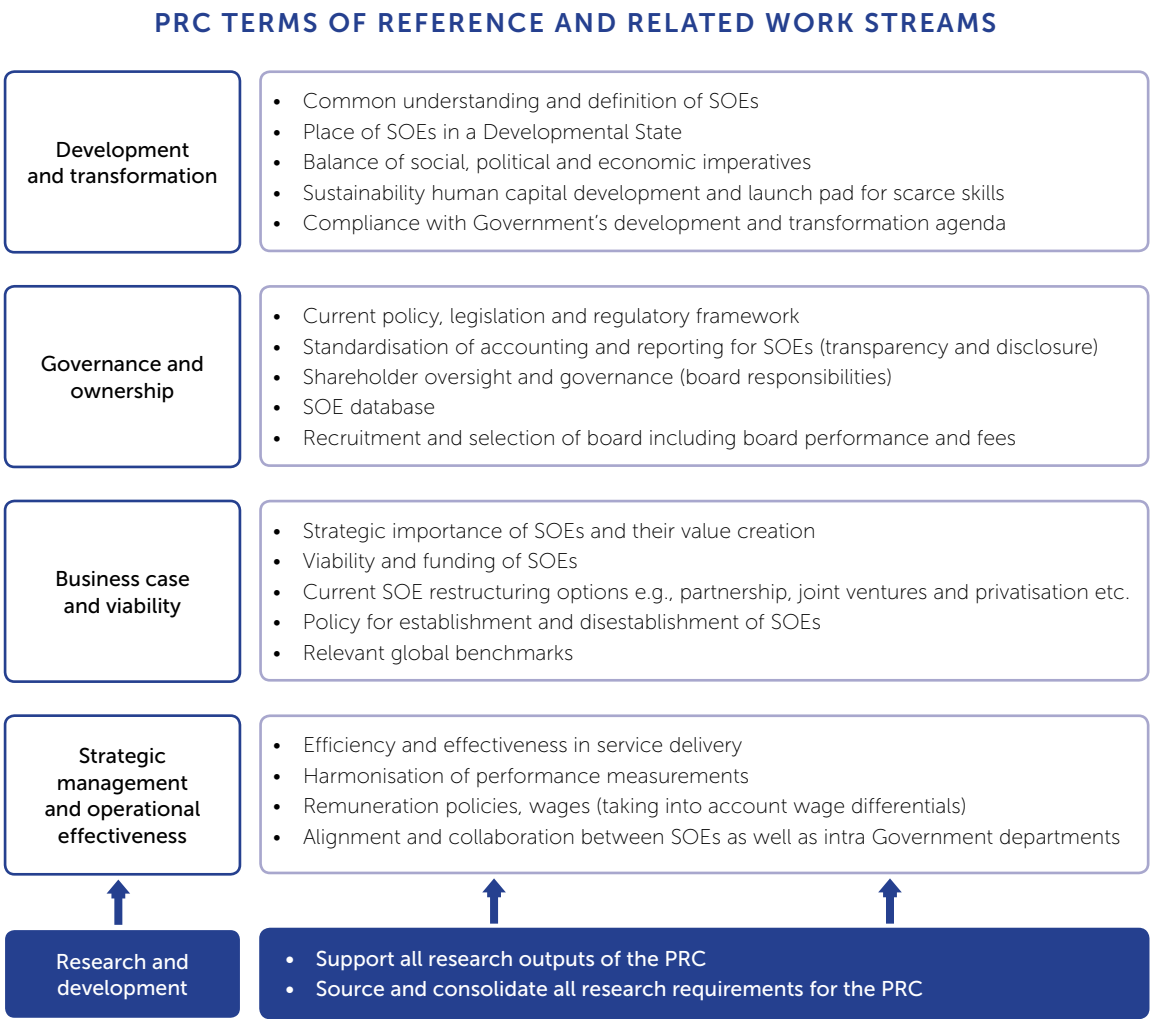 PRC TERMS OF REFERENCE AND RELATED WORK STREAMS
Development
and transformation
• Common understanding and definition of SOEs
• Place of SOEs in a Developmental State
• Balance of social, political and economic imperatives
• Sustainability human capital development and launch pad for scarce skills
• Compliance with Government’s development and transformation agenda
Governance and
ownership
• Current policy, legislation and regulatory framework
• Standardisation of accounting and reporting for SOEs (transparency and disclosure)
• Shareholder oversight and governance (board responsibilities)
• SOE database
• Recruitment and selection of board including board performance and fees
Business case
and viability
• Strategic importance of SOEs and their value creation
• Viability and funding of SOEs
• Current SOE restructuring options e.g., partnership, joint ventures and privatisation etc.
• Policy for establishment and disestablishment of SOEs
• Relevant global benchmarks
Strategic
management
and operational
effectiveness
• Efficiency and effectiveness in service delivery
• Harmonisation of performance measurements
• Remuneration policies, wages (taking into account wage differentials)
• Alignment and collaboration between SOEs as well as intra Government departments
Research and
development
• Support all research outputs of the PRC
• Source and consolidate all research requirements for the PRC